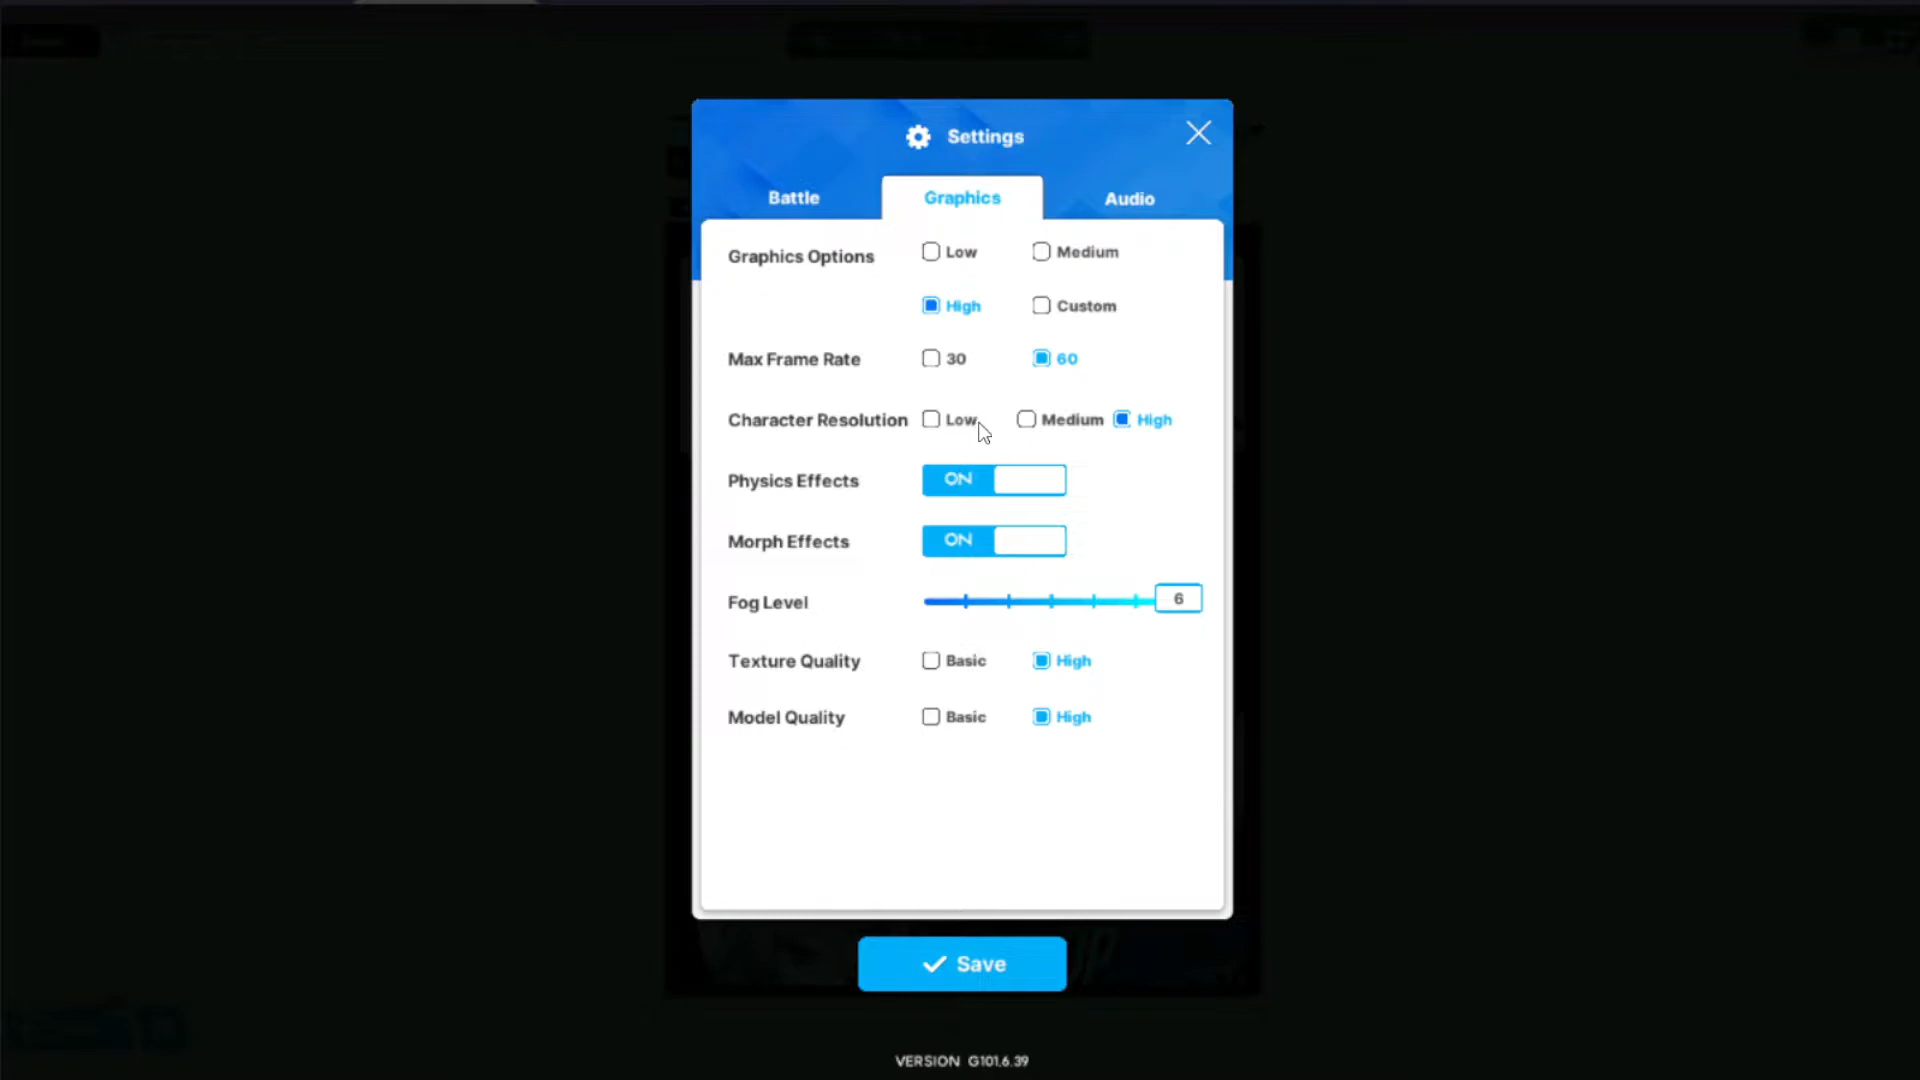 Settings
Battle Graphics Audio
Graphics Options Low Medium
High Custom
Max Frame Rate 30 60
Character Resolution Low Medium High
Physics Effects ON
Morph Effects ON
Fog Level 6
Texture Quality Basic High
Model Quality Basic High
Save
VERSION G101.6.39